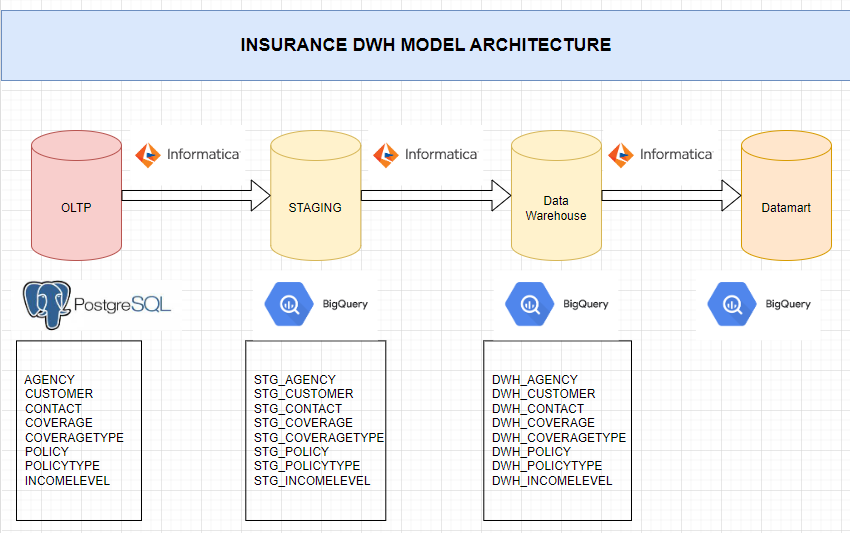 INSURANCE DWH MODEL ARCHITECTURE
Informatica
Informatica
Informatica
OLTP
STAGING
Data
Warehouse
Datamart
PostgreSQL
BigQuery
BigQuery
BigQuery
AGENCY
CUSTOMER
CONTACT
COVERAGE
COVERAGETYPE
POLICY
POLICYTYPE
INCOMELEVEL
STG_AGENCY
STG_CUSTOMER
STG_CONTACT
STG_COVERAGE
STG_COVERAGETYPE
STG_POLICY
STG_POLICYTYPE
STG_INCOMELEVEL
DWH_AGENCY
DWH_CUSTOMER
DWH_CONTACT
DWH_COVERAGE
DWH_COVERAGETYPE
DWH_POLICY
DWH_POLICYTYPE
DWH_INCOMELEVEL